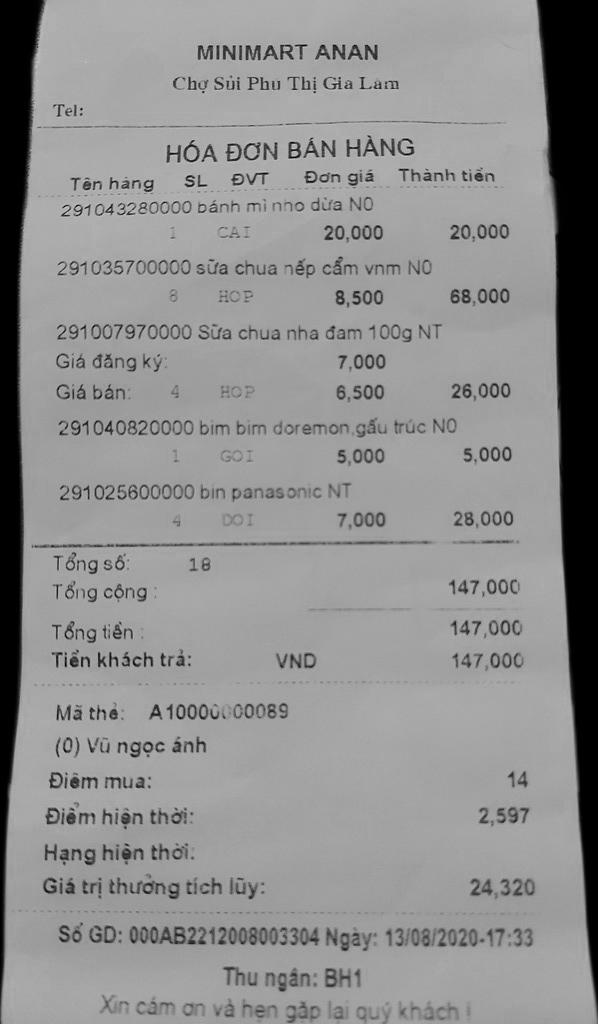 MINIMART ANAN
Chợ Sủi Phú Thị Gia Lâm
Tel:
HÓA ĐƠN BÁN HÀNG
Tên hàng SL ĐVT Đơn giá Thành tiền
291043280000 bánh mì nho dừa N0
1 CAI 20,000 20,000
291035700000 sữa chua nếp cẩm vnm N0
8 HOP 8,500 68,000
291007970000 Sữa chua nha đam 100g NT
Giá đăng ký: 7,000
Giá bán: 4 HOP 6,500 26,000
291040820000 bim bim doremon,gấu trúc N0
1 GOI 5,000 5,000
291025600000 bin panasonic NT
4 DOI 7,000 28,000
Tổng số: 18
Tổng cộng : 147,000
Tổng tiền : 147,000
Tiền khách trả: VND 147,000
Mã thẻ: A10000000089
(0) Vũ ngọc ánh
Điểm mua: 14
Điểm hiện thời: 2,597
Hạng hiện thời:
Giá trị thưởng tích lũy: 24,320
Số GD: 000AB2212008003304 Ngày: 13/08/2020-17:33
Thu ngân: BH1
Xin cảm ơn và hẹn gặp lại quý khách !